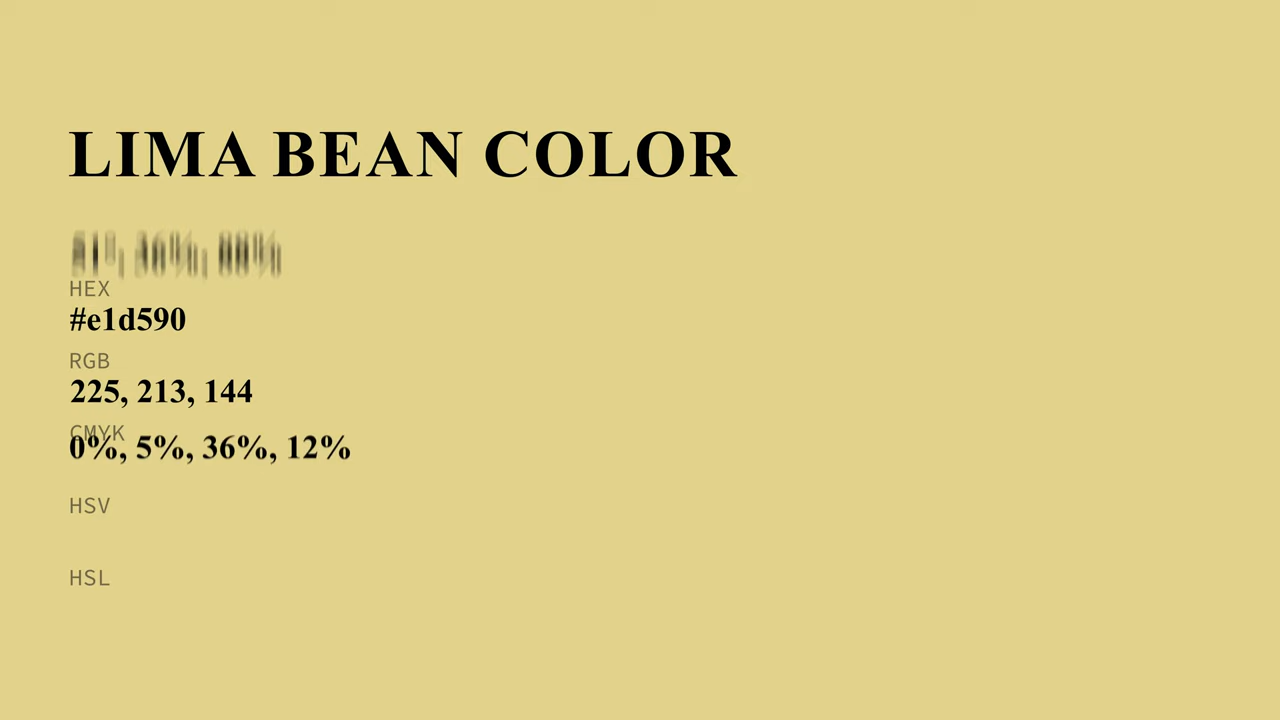 LIMA BEAN COLOR
HEX
#e1d590
RGB
225, 213, 144
CMYK
0%, 5%, 36%, 12%
HSV
HSL